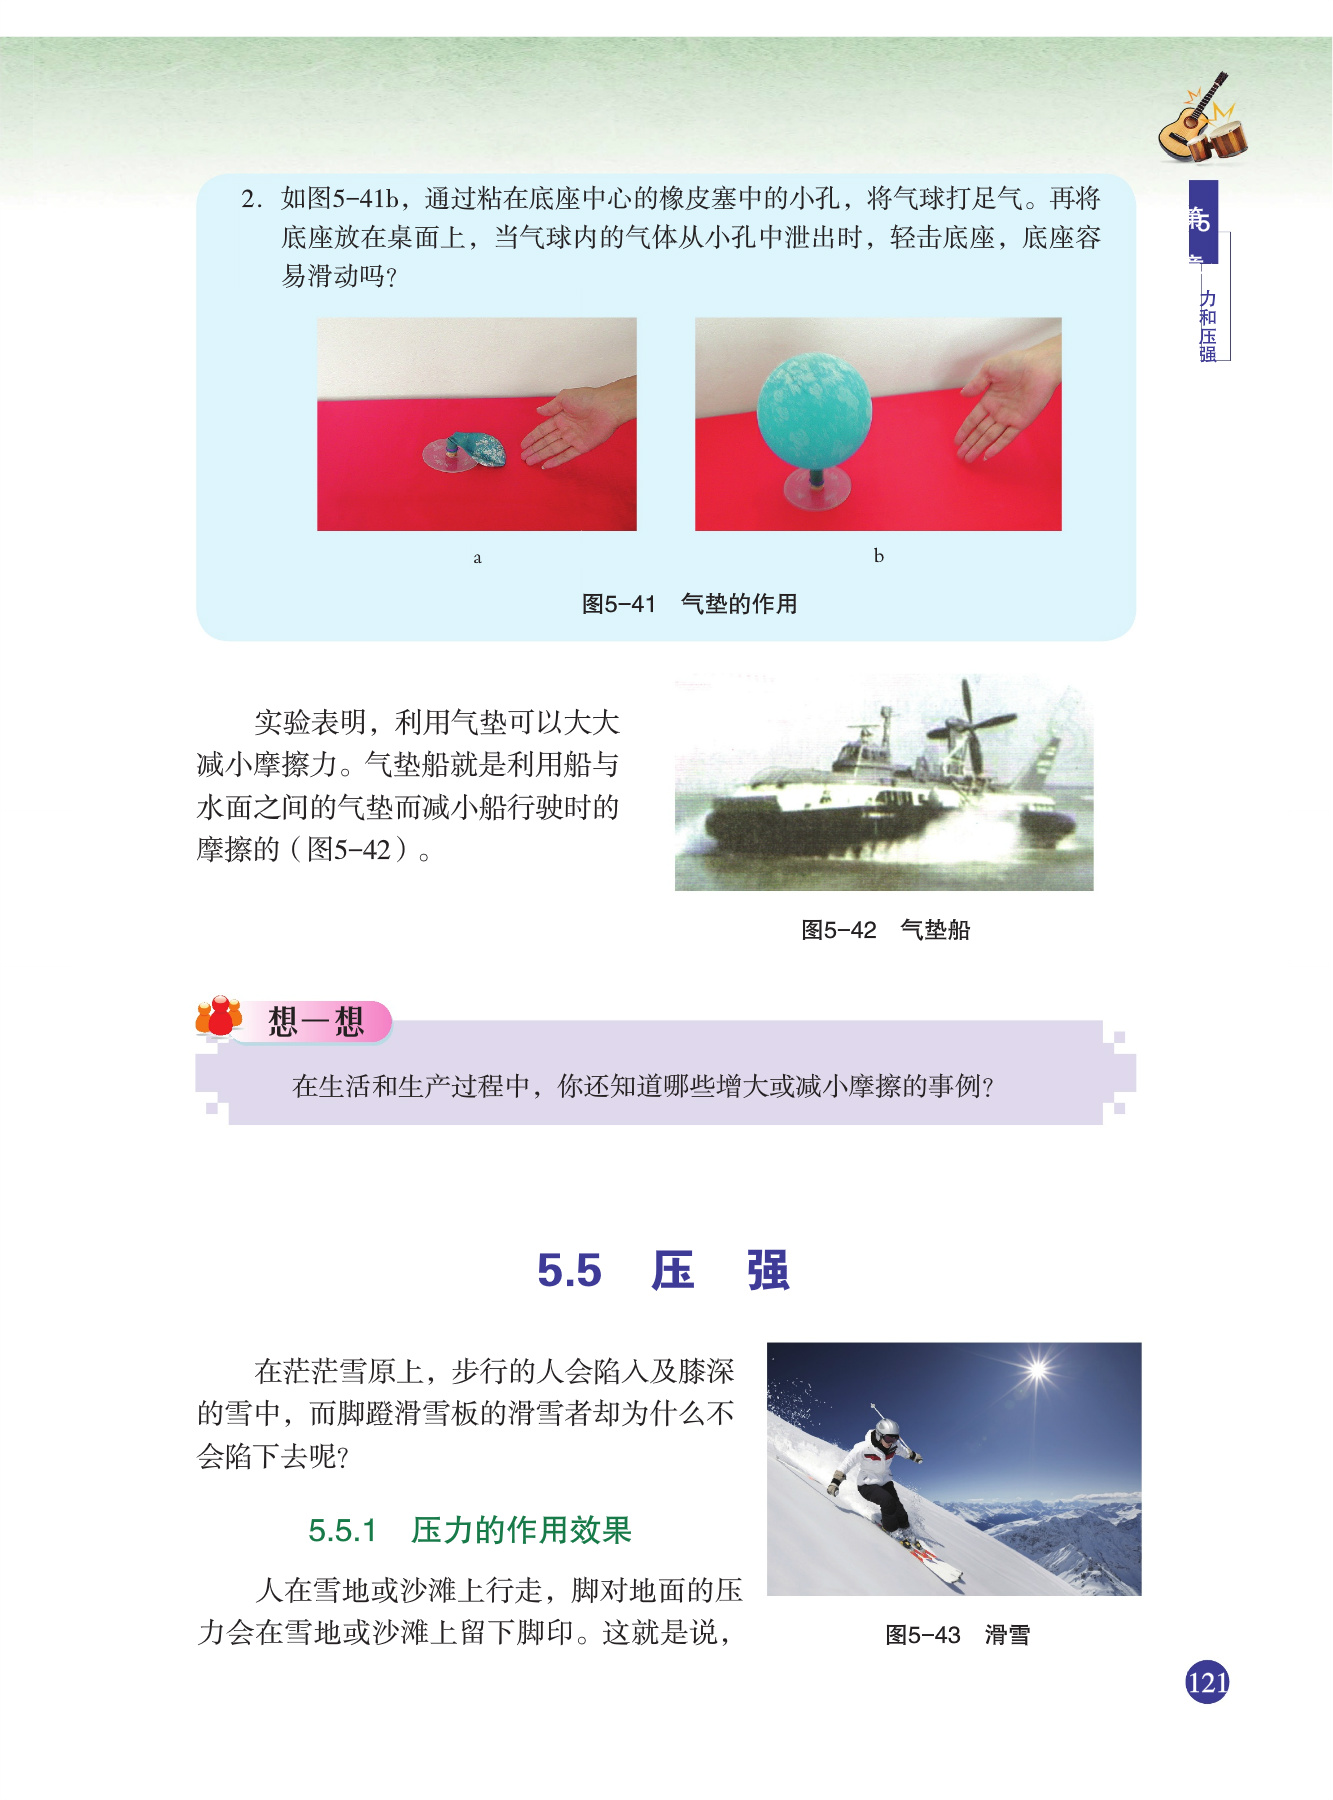 2. 如图5-41b，通过粘在底座中心的橡皮塞中的小孔，将气球打足气。再将
底座放在桌面上，当气球内的气体从小孔中泄出时，轻击底座，底座容
易滑动吗?
a
b
图5-41 气垫的作用
第5章
力和压强
实验表明，利用气垫可以大大
减小摩擦力。气垫船就是利用船与
水面之间的气垫而减小船行驶时的
摩擦的（图5-42）。
图5-42 气垫船
想一想
在生活和生产过程中，你还知道哪些增大或减小摩擦的事例?
5.5 压 强
在茫茫雪原上，步行的人会陷入及膝深
的雪中，而脚蹬滑雪板的滑雪者却为什么不
会陷下去呢?
5.5.1 压力的作用效果
人在雪地或沙滩上行走，脚对地面的压
力会在雪地或沙滩上留下脚印。这就是说，
图5-43 滑雪
121